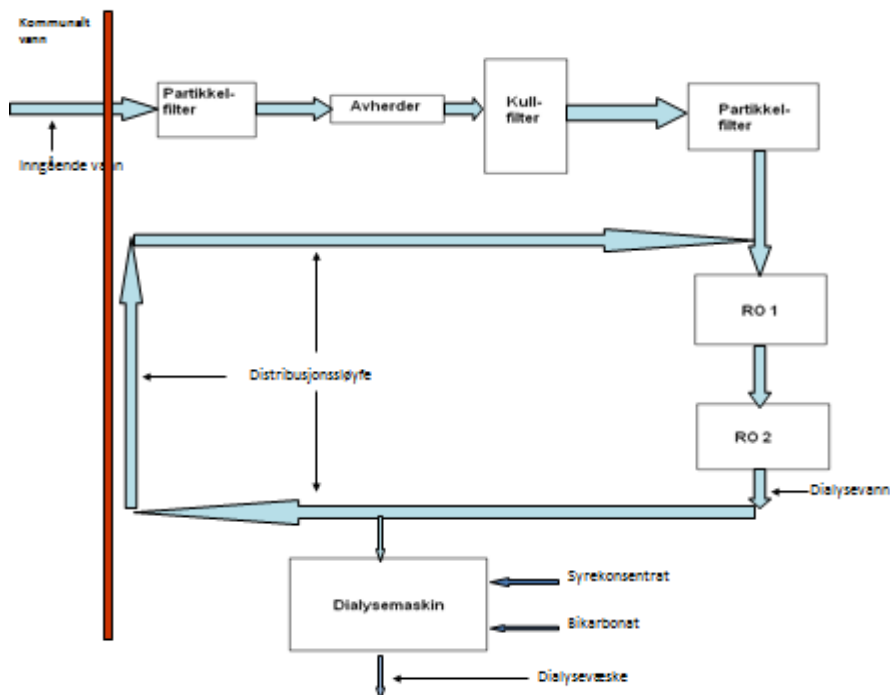 Kommunalt
vann
Partikkel-
filter
Avherder
Kull-
filter
Partikkel-
filter
Inngående vann
RO 1
Distribusjonssløyfe
RO 2
Dialysevann
Syrekonsentrat
Dialysemaskin
Bikarbonat
Dialysevæske